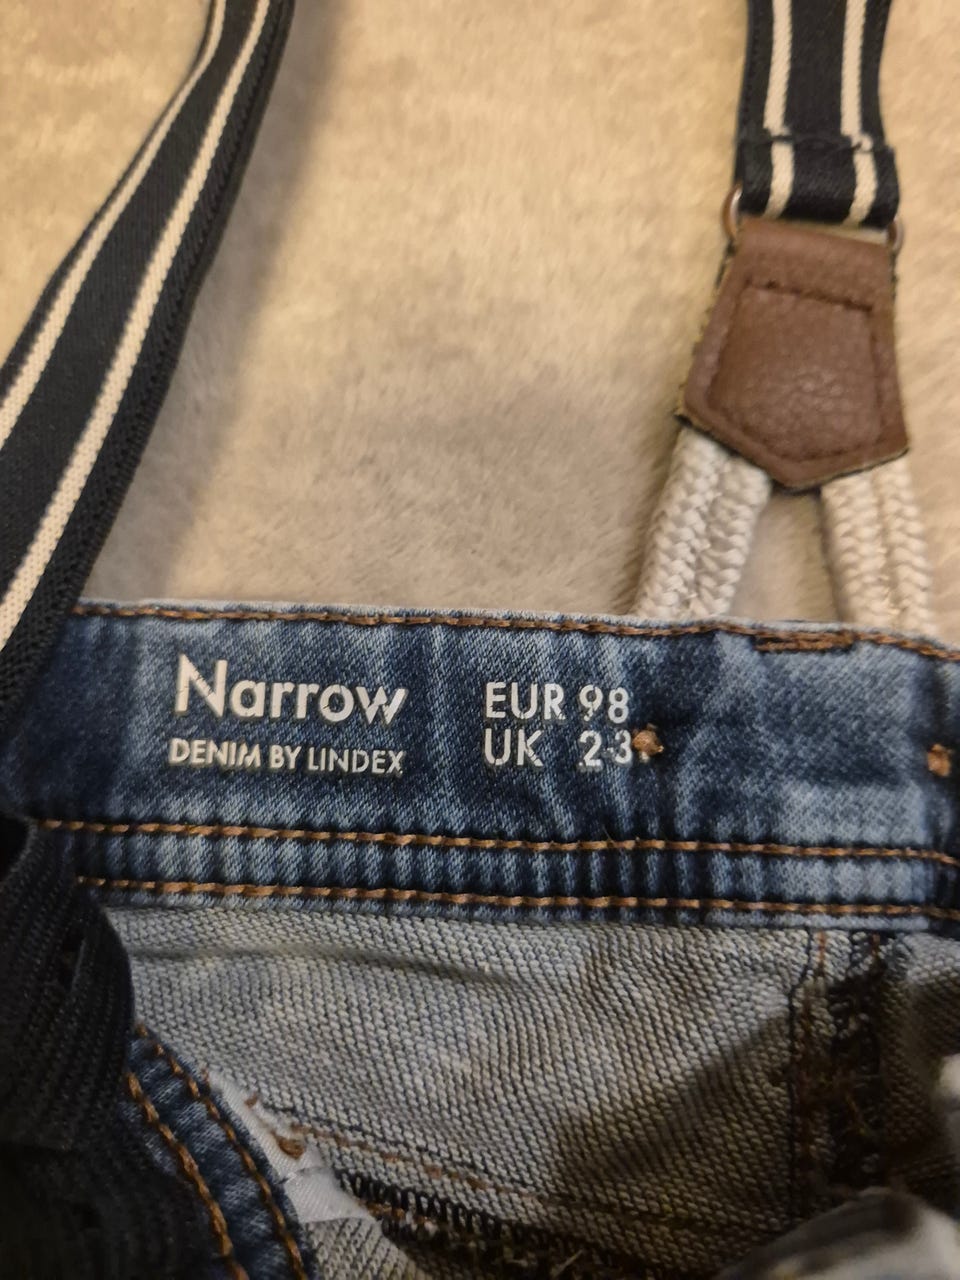 Narrow
DENIM BY LINDEX
EUR 98
UK 2-3